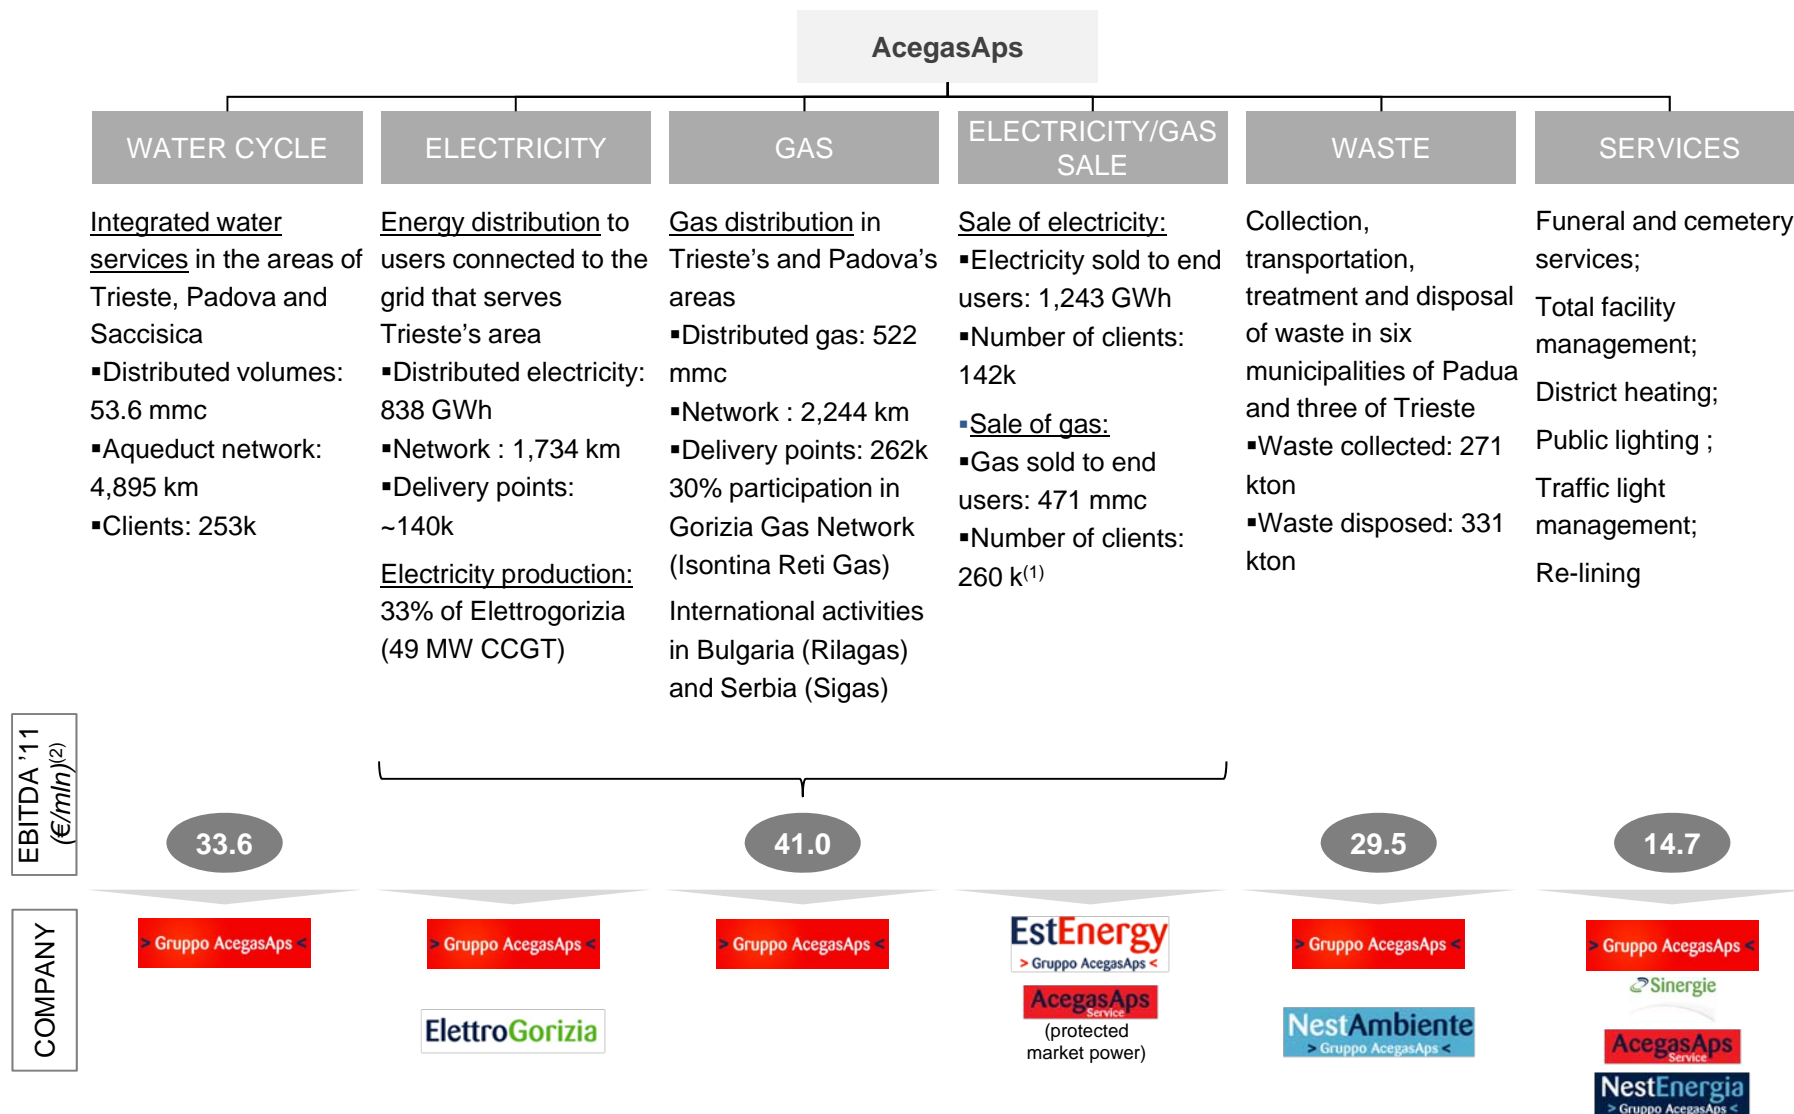 AcegasAps
WATER CYCLE
ELECTRICITY
GAS
ELECTRICITY/GAS
SALE
WASTE
SERVICES
Integrated water
services in the areas of
Trieste, Padova and
Saccisica
▪Distributed volumes:
53.6 mmc
▪Aqueduct network:
4,895 km
▪Clients: 253k
Energy distribution to
users connected to the
grid that serves
Trieste’s area
▪Distributed electricity:
838 GWh
▪Network : 1,734 km
▪Delivery points:
~140k
Electricity production:
33% of Elettrogorizia
(49 MW CCGT)
Gas distribution in
Trieste’s and Padova’s
areas
▪Distributed gas: 522
mmc
▪Network : 2,244 km
▪Delivery points: 262k
30% participation in
Gorizia Gas Network
(Isontina Reti Gas)
International activities
in Bulgaria (Rilagas)
and Serbia (Sigas)
Sale of electricity:
▪Electricity sold to end
users: 1,243 GWh
▪Number of clients:
142k
▪Sale of gas:
▪Gas sold to end
users: 471 mmc
▪Number of clients:
260 k(1)
Collection,
transportation,
treatment and disposal
of waste in six
municipalities of Padua
and three of Trieste
▪Waste collected: 271
kton
▪Waste disposed: 331
kton
Funeral and cemetery
services;
Total facility
management;
District heating;
Public lighting ;
Traffic light
management;
Re-lining
EBITDA ’11
(€/mln)(2)
33.6
41.0
29.5
14.7
COMPANY
> Gruppo AcegasAps <
> Gruppo AcegasAps <
ElettroGorizia
> Gruppo AcegasAps <
EstEnergy
> Gruppo AcegasAps <
AcegasAps
Service
(protected
market power)
> Gruppo AcegasAps <
NestAmbiente
> Gruppo AcegasAps <
> Gruppo AcegasAps <
Sinergie
AcegasAps
Service
NestEnergia
> Gruppo AcegasAps <